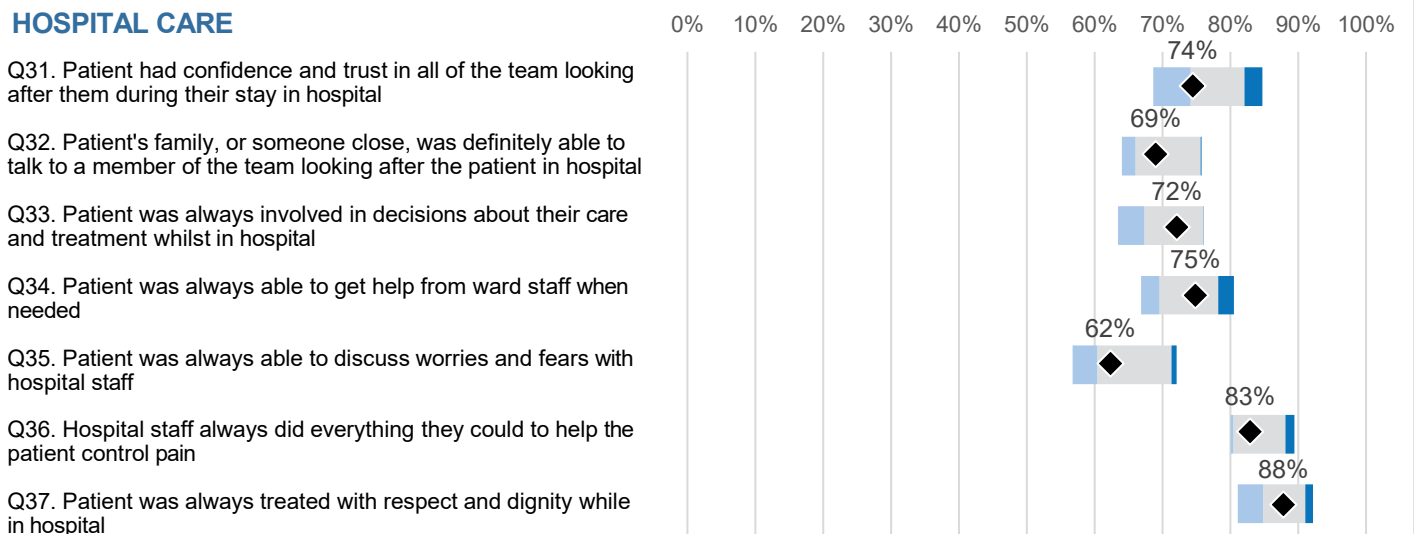 HOSPITAL CARE
0% 10% 20% 30% 40% 50% 60% 70% 80% 90% 100%
74%
Q31. Patient had confidence and trust in all of the team looking
after them during their stay in hospital
69%
Q32. Patient's family, or someone close, was definitely able to
talk to a member of the team looking after the patient in hospital
72%
Q33. Patient was always involved in decisions about their care
and treatment whilst in hospital
75%
Q34. Patient was always able to get help from ward staff when
needed
62%
Q35. Patient was always able to discuss worries and fears with
hospital staff
83%
Q36. Hospital staff always did everything they could to help the
patient control pain
88%
Q37. Patient was always treated with respect and dignity while
in hospital